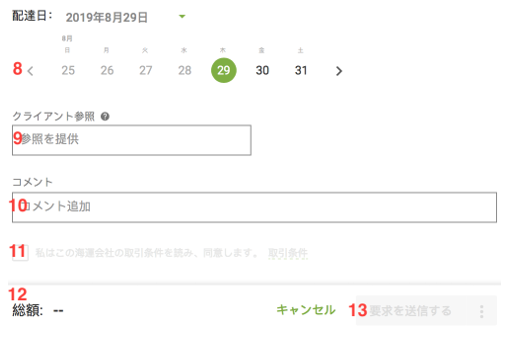 配達日: 2019年8月29日
8月
日 月 火 水 木 金 土
8 25 26 27 28 29 30 31
クライアント参照
9 参照を提供
コメント
10 コメント追加
11 私はこの海運会社の取引条件を読み、同意します。 取引条件
12
総額: -- キャンセル 13 要求を送信する